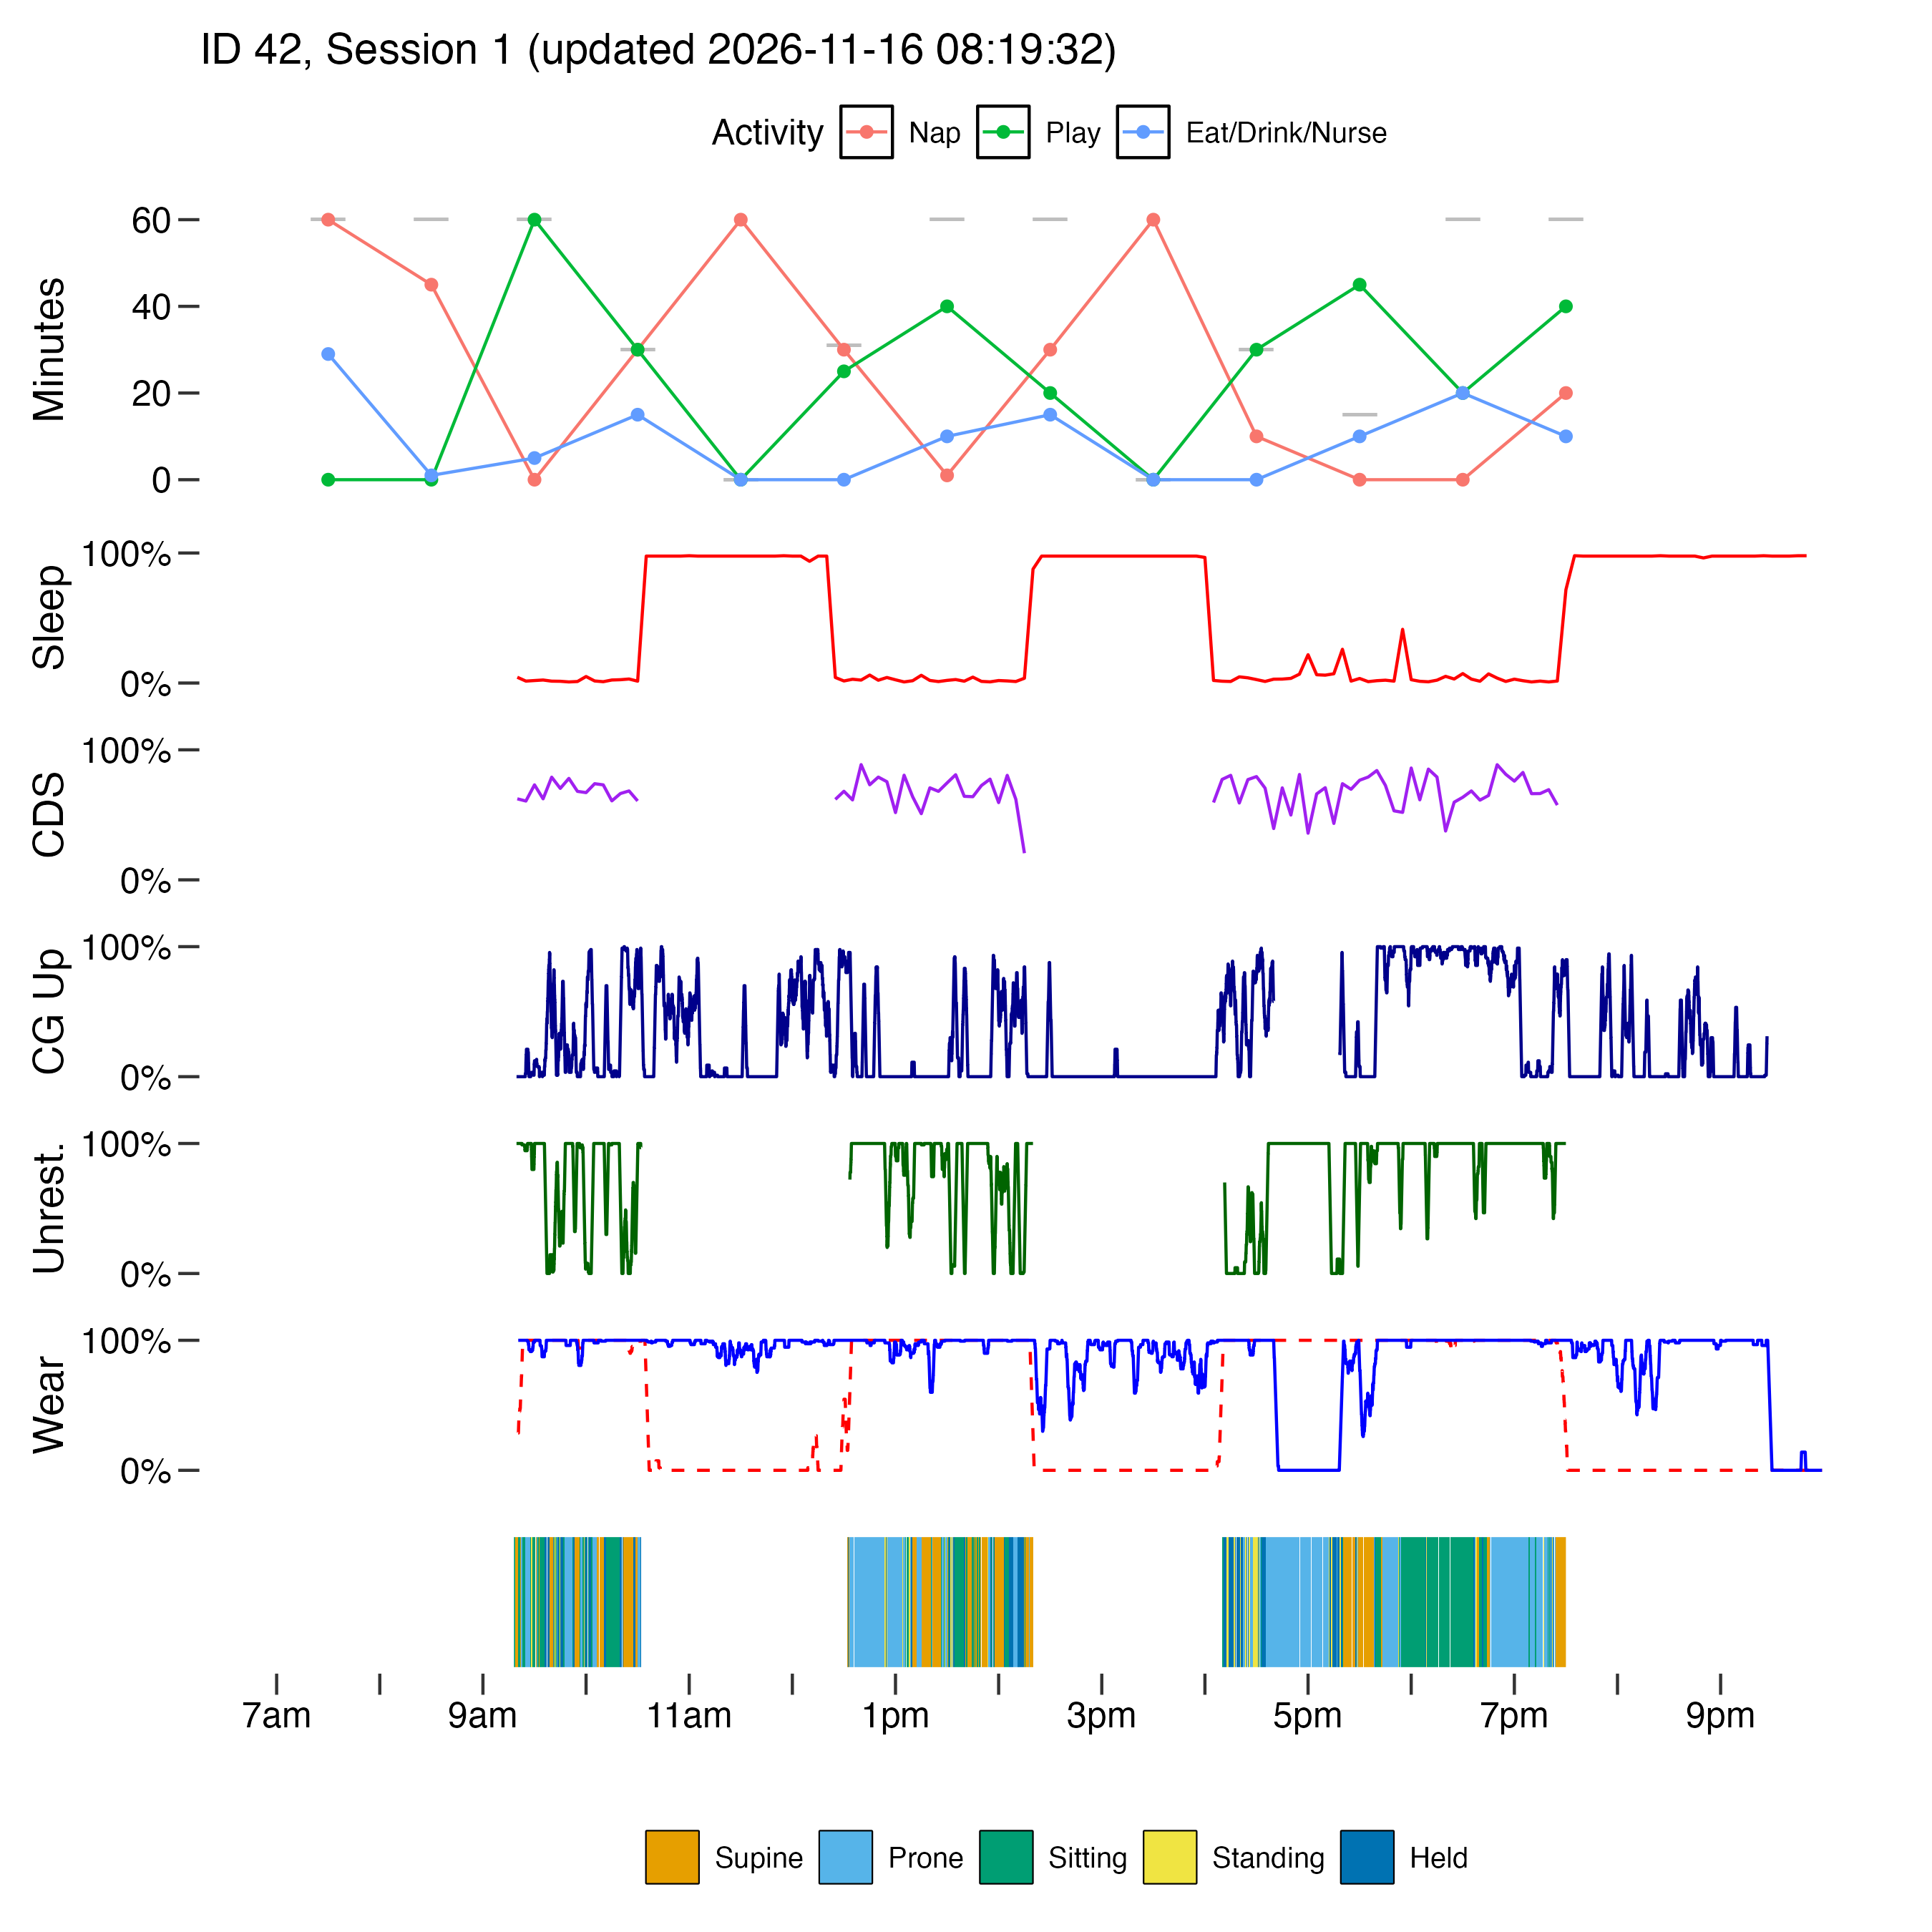 ID 42, Session 1 (updated 2026-11-16 08:19:32)
Activity Nap Play Eat/Drink/Nurse
Minutes
60
40
20
0
Sleep
100%
0%
CDS
100%
0%
CG Up
100%
0%
Unrest.
100%
0%
Wear
100%
0%
7am 9am 11am 1pm 3pm 5pm 7pm 9pm
Supine Prone Sitting Standing Held